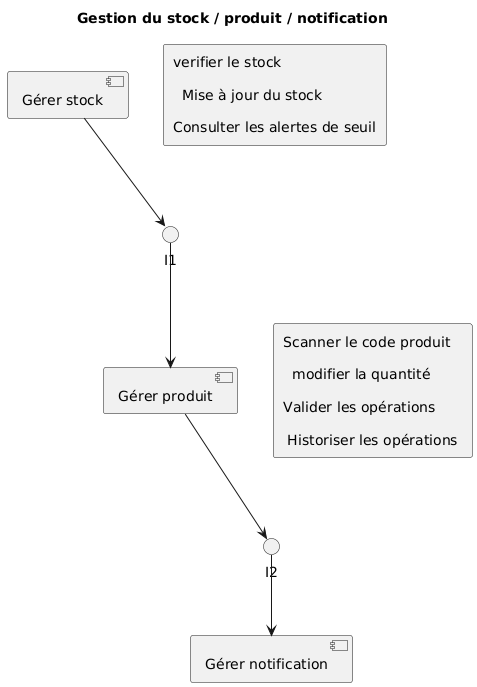 Gestion du stock / produit / notification
verifier le stock
Mise à jour du stock
Consulter les alertes de seuil
Gérer stock
I1
Scanner le code produit
modifier la quantité
Valider les opérations
Historiser les opérations
Gérer produit
I2
Gérer notification